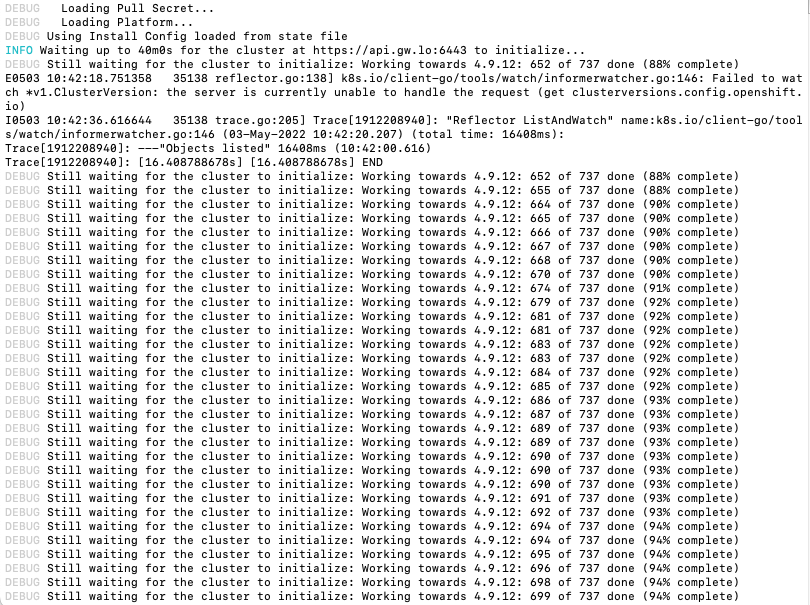 DEBUG   Loading Pull Secret...
DEBUG   Loading Platform...
DEBUG Using Install Config loaded from state file
INFO Waiting up to 40m0s for the cluster at https://api.gw.lo:6443 to initialize...
DEBUG Still waiting for the cluster to initialize: Working towards 4.9.12: 652 of 737 done (88% complete)
E0503 10:42:18.751358   35138 reflector.go:138] k8s.io/client-go/tools/watch/informerwatcher.go:146: Failed to wat
ch *v1.ClusterVersion: the server is currently unable to handle the request (get clusterversions.config.openshift.
io)
I0503 10:42:36.616644   35138 trace.go:205] Trace[1912208940]: "Reflector ListAndWatch" name:k8s.io/client-go/tool
s/watch/informerwatcher.go:146 (03-May-2022 10:42:20.207) (total time: 16408ms):
Trace[1912208940]: ---"Objects listed" 16408ms (10:42:00.616)
Trace[1912208940]: [16.408788678s] [16.408788678s] END
DEBUG Still waiting for the cluster to initialize: Working towards 4.9.12: 652 of 737 done (88% complete)
DEBUG Still waiting for the cluster to initialize: Working towards 4.9.12: 655 of 737 done (88% complete)
DEBUG Still waiting for the cluster to initialize: Working towards 4.9.12: 664 of 737 done (90% complete)
DEBUG Still waiting for the cluster to initialize: Working towards 4.9.12: 665 of 737 done (90% complete)
DEBUG Still waiting for the cluster to initialize: Working towards 4.9.12: 666 of 737 done (90% complete)
DEBUG Still waiting for the cluster to initialize: Working towards 4.9.12: 667 of 737 done (90% complete)
DEBUG Still waiting for the cluster to initialize: Working towards 4.9.12: 668 of 737 done (90% complete)
DEBUG Still waiting for the cluster to initialize: Working towards 4.9.12: 670 of 737 done (90% complete)
DEBUG Still waiting for the cluster to initialize: Working towards 4.9.12: 674 of 737 done (91% complete)
DEBUG Still waiting for the cluster to initialize: Working towards 4.9.12: 679 of 737 done (92% complete)
DEBUG Still waiting for the cluster to initialize: Working towards 4.9.12: 681 of 737 done (92% complete)
DEBUG Still waiting for the cluster to initialize: Working towards 4.9.12: 681 of 737 done (92% complete)
DEBUG Still waiting for the cluster to initialize: Working towards 4.9.12: 683 of 737 done (92% complete)
DEBUG Still waiting for the cluster to initialize: Working towards 4.9.12: 683 of 737 done (92% complete)
DEBUG Still waiting for the cluster to initialize: Working towards 4.9.12: 684 of 737 done (92% complete)
DEBUG Still waiting for the cluster to initialize: Working towards 4.9.12: 685 of 737 done (92% complete)
DEBUG Still waiting for the cluster to initialize: Working towards 4.9.12: 686 of 737 done (93% complete)
DEBUG Still waiting for the cluster to initialize: Working towards 4.9.12: 687 of 737 done (93% complete)
DEBUG Still waiting for the cluster to initialize: Working towards 4.9.12: 689 of 737 done (93% complete)
DEBUG Still waiting for the cluster to initialize: Working towards 4.9.12: 689 of 737 done (93% complete)
DEBUG Still waiting for the cluster to initialize: Working towards 4.9.12: 690 of 737 done (93% complete)
DEBUG Still waiting for the cluster to initialize: Working towards 4.9.12: 690 of 737 done (93% complete)
DEBUG Still waiting for the cluster to initialize: Working towards 4.9.12: 690 of 737 done (93% complete)
DEBUG Still waiting for the cluster to initialize: Working towards 4.9.12: 691 of 737 done (93% complete)
DEBUG Still waiting for the cluster to initialize: Working towards 4.9.12: 692 of 737 done (93% complete)
DEBUG Still waiting for the cluster to initialize: Working towards 4.9.12: 694 of 737 done (94% complete)
DEBUG Still waiting for the cluster to initialize: Working towards 4.9.12: 694 of 737 done (94% complete)
DEBUG Still waiting for the cluster to initialize: Working towards 4.9.12: 695 of 737 done (94% complete)
DEBUG Still waiting for the cluster to initialize: Working towards 4.9.12: 696 of 737 done (94% complete)
DEBUG Still waiting for the cluster to initialize: Working towards 4.9.12: 698 of 737 done (94% complete)
DEBUG Still waiting for the cluster to initialize: Working towards 4.9.12: 699 of 737 done (94% complete)